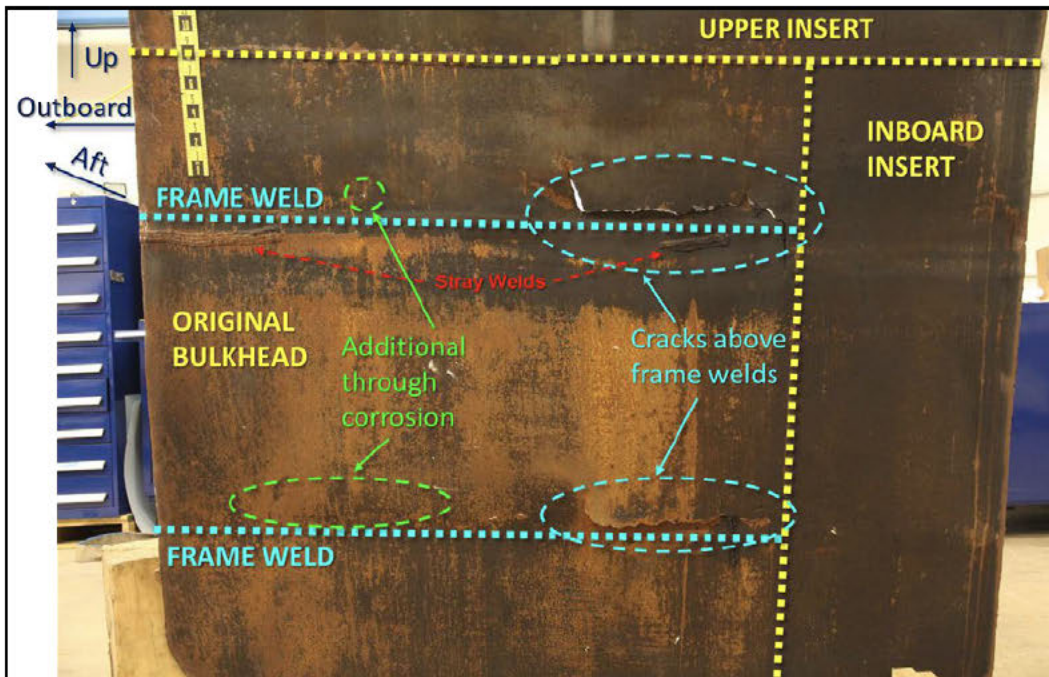 UPPER INSERT
Up
Outboard
INBOARD
INSERT
Aft
FRAME WELD
Stray Welds
ORIGINAL
BULKHEAD
Additional
through
corrosion
Cracks above
frame welds
FRAME WELD